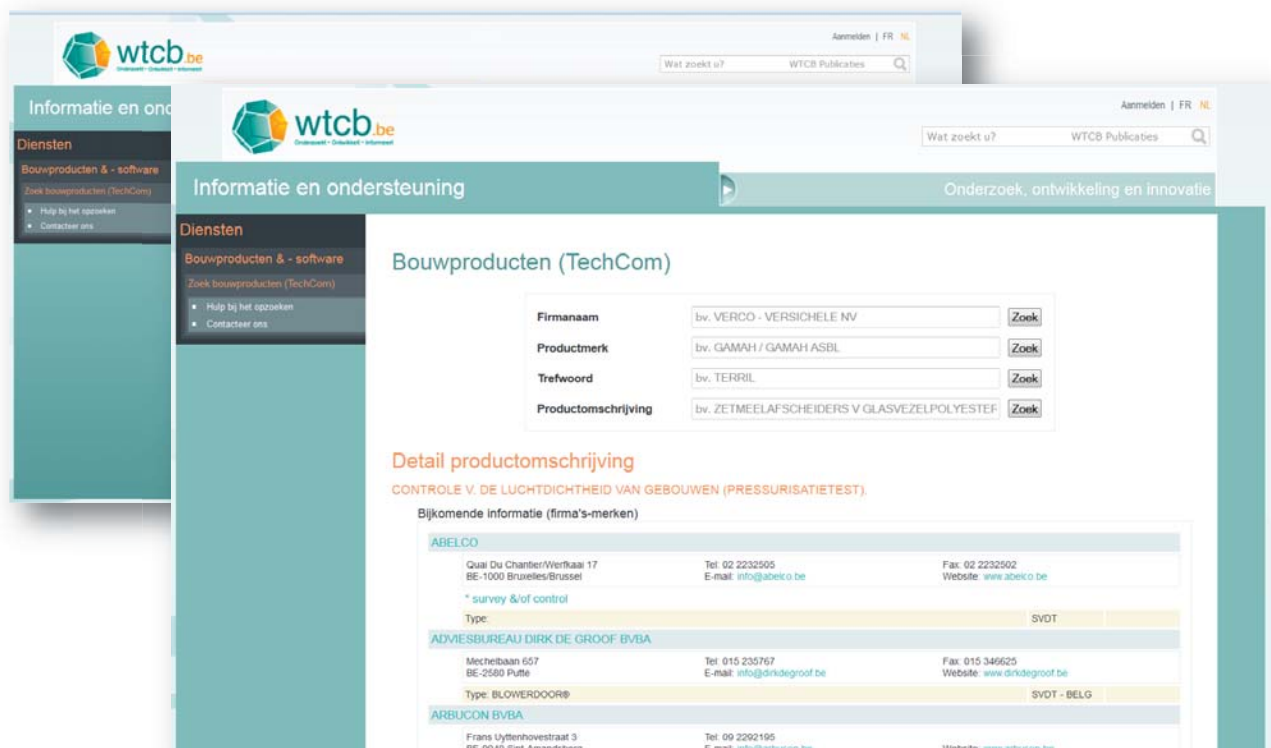 wtcb.be
Onderzoekt - Ontwikkelt - Informeert
Aanmelden | FR NL
Wat zoekt u? WTCB Publicaties
Informatie en ond
Diensten
Bouwproducten & - software
Zoek bouwproducten (TechCom)
Hulp bij het opzoeken
Contacteer ons
wtcb.be
Onderzoekt - Ontwikkelt - Informeert
Aanmelden | FR NL
Wat zoekt u? WTCB Publicaties
Informatie en ondersteuning
Onderzoek, ontwikkeling en innovatie
Diensten
Bouwproducten & - software
Zoek bouwproducten (TechCom)
Hulp bij het opzoeken
Contacteer ons
Bouwproducten (TechCom)
Firmanaam bv. VERCO - VERSICHELE NV Zoek
Productmerk bv. GAMAH / GAMAH ASBL Zoek
Trefwoord bv. TERRIL Zoek
Productomschrijving bv. ZETMEELAFSCHEIDERS V GLASVEZELPOLYESTER Zoek
Detail productomschrijving
CONTROLE V. DE LUCHTDICHTHEID VAN GEBOUWEN (PRESSURISATIETEST).
Bijkomende informatie (firma's-merken)
ABELCO
Quai Du Chantier/Werfkaai 17 Tel: 02 2232505 Fax: 02 2232502
BE-1000 Bruxelles/Brussel E-mail: info@abelco.be Website: www.abelco.be
* survey &/of control
Type: SVDT
ADVIESBUREAU DIRK DE GROOF BVBA
Mechelbaan 657 Tel: 015 235767 Fax: 015 346625
BE-2580 Putte E-mail: info@dirkdegroof.be Website: www.dirkdegroof.be
Type: BLOWERDOOR® SVDT - BELG
ARBUCON BVBA
Frans Uyttenhovestraat 3 Tel: 09 2292195